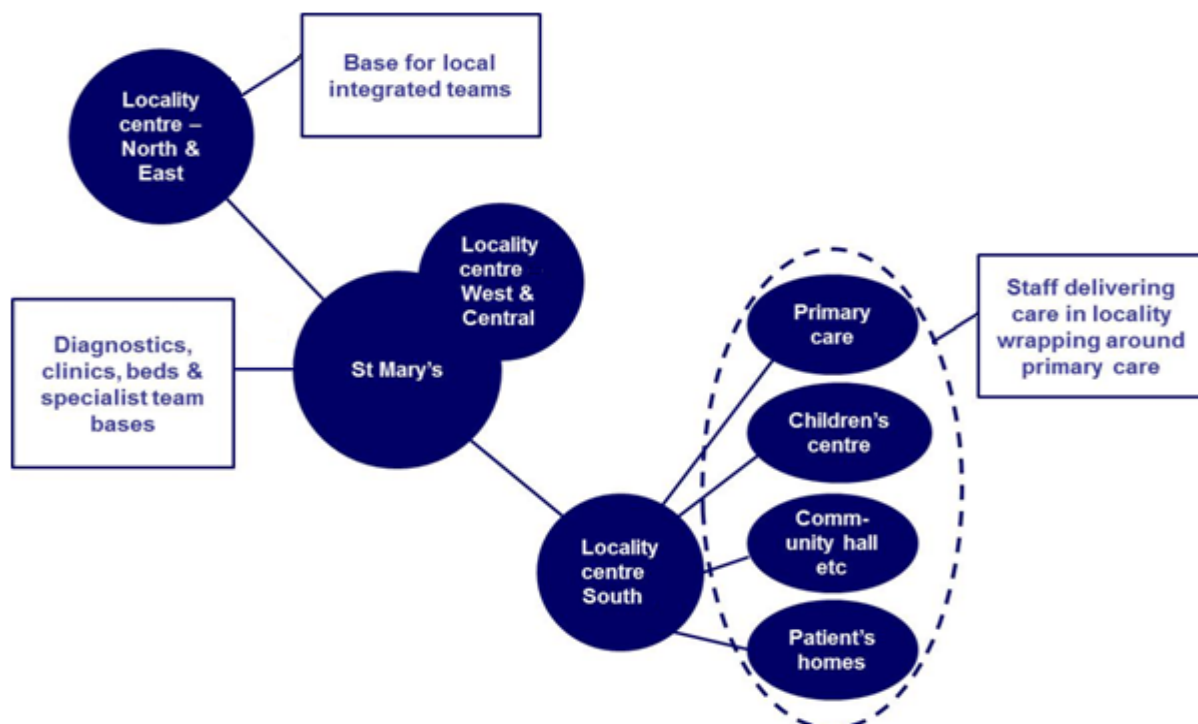 Base for local
integrated teams
Locality
centre –
North &
East
Locality
centre –
West &
Central
St Mary's
Diagnostics,
clinics, beds &
specialist team
bases
Primary
care
Children's
centre
Comm-
unity hall
etc
Patient's
homes
Staff delivering
care in locality
wrapping around
primary care
Locality
centre
South